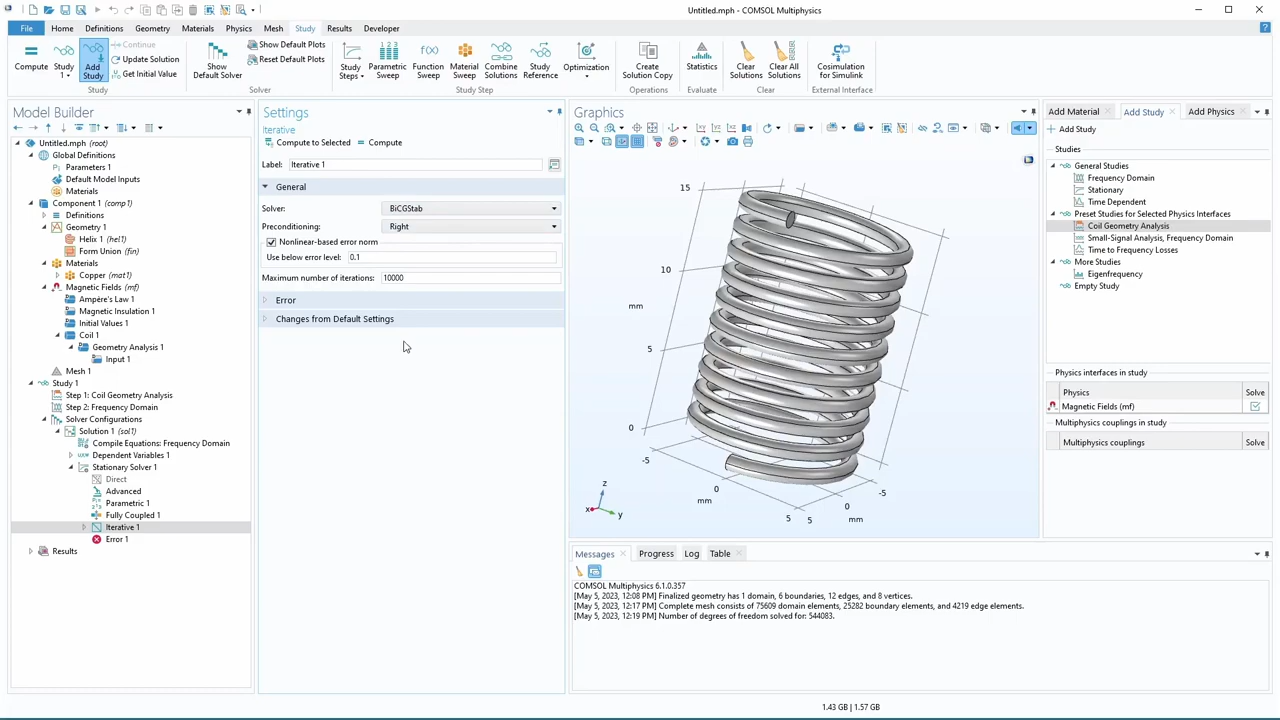 Untitled.mph - COMSOL Multiphysics
File Home Definitions Geometry Materials Physics Mesh Study Results Developer
Compute
Study 1
Add Study
Continue
Update Solution
Get Initial Value
Study
Show Default Solver
Show Default Plots
Reset Default Plots
Solver
Study Steps
Parametric Sweep
Function Sweep
Material Sweep
Combine Solutions
Study Reference
Optimization
Study Step
Create Solution Copy
Operations
Statistics
Evaluate
Clear Solutions
Clear All Solutions
Clear
Cosimulation for Simulink
External Interface
Model Builder
Untitled.mph (root)
Global Definitions
Parameters 1
Default Model Inputs
Materials
Component 1 (comp1)
Definitions
Geometry 1
Helix 1 (hel1)
Form Union (fin)
Materials
Copper (mat1)
Magnetic Fields (mf)
Ampère's Law 1
Magnetic Insulation 1
Initial Values 1
Coil 1
Geometry Analysis 1
Input 1
Mesh 1
Study 1
Step 1: Coil Geometry Analysis
Step 2: Frequency Domain
Solver Configurations
Solution 1 (sol1)
Compile Equations: Frequency Domain
Dependent Variables 1
Stationary Solver 1
Direct
Advanced
Parametric 1
Fully Coupled 1
Iterative 1
Error 1
Results
Settings
Iterative
Compute to Selected = Compute
Label: Iterative 1
General
Solver: BiCGStab
Preconditioning: Right
Nonlinear-based error norm
Use below error level: 0.1
Maximum number of iterations: 10000
Error
Changes from Default Settings
Graphics
15
10
mm
5
0
-5
0
mm
5
5
0
mm
-5
z
x
y
Add Material Add Study Add Physics
Add Study
Studies
General Studies
Frequency Domain
Stationary
Time Dependent
Preset Studies for Selected Physics Interfaces
Coil Geometry Analysis
Small-Signal Analysis, Frequency Domain
Time to Frequency Losses
More Studies
Eigenfrequency
Empty Study
Physics interfaces in study
Physics Solve
Magnetic Fields (mf)
Multiphysics couplings in study
Multiphysics couplings Solve
Messages Progress Log Table
COMSOL Multiphysics 6.1.0.357
[May 5, 2023, 12:08 PM] Finalized geometry has 1 domain, 6 boundaries, 12 edges, and 8 vertices.
[May 5, 2023, 12:17 PM] Complete mesh consists of 75609 domain elements, 25282 boundary elements, and 4219 edge elements.
[May 5, 2023, 12:19 PM] Number of degrees of freedom solved for: 544083.
1.43 GB | 1.57 GB